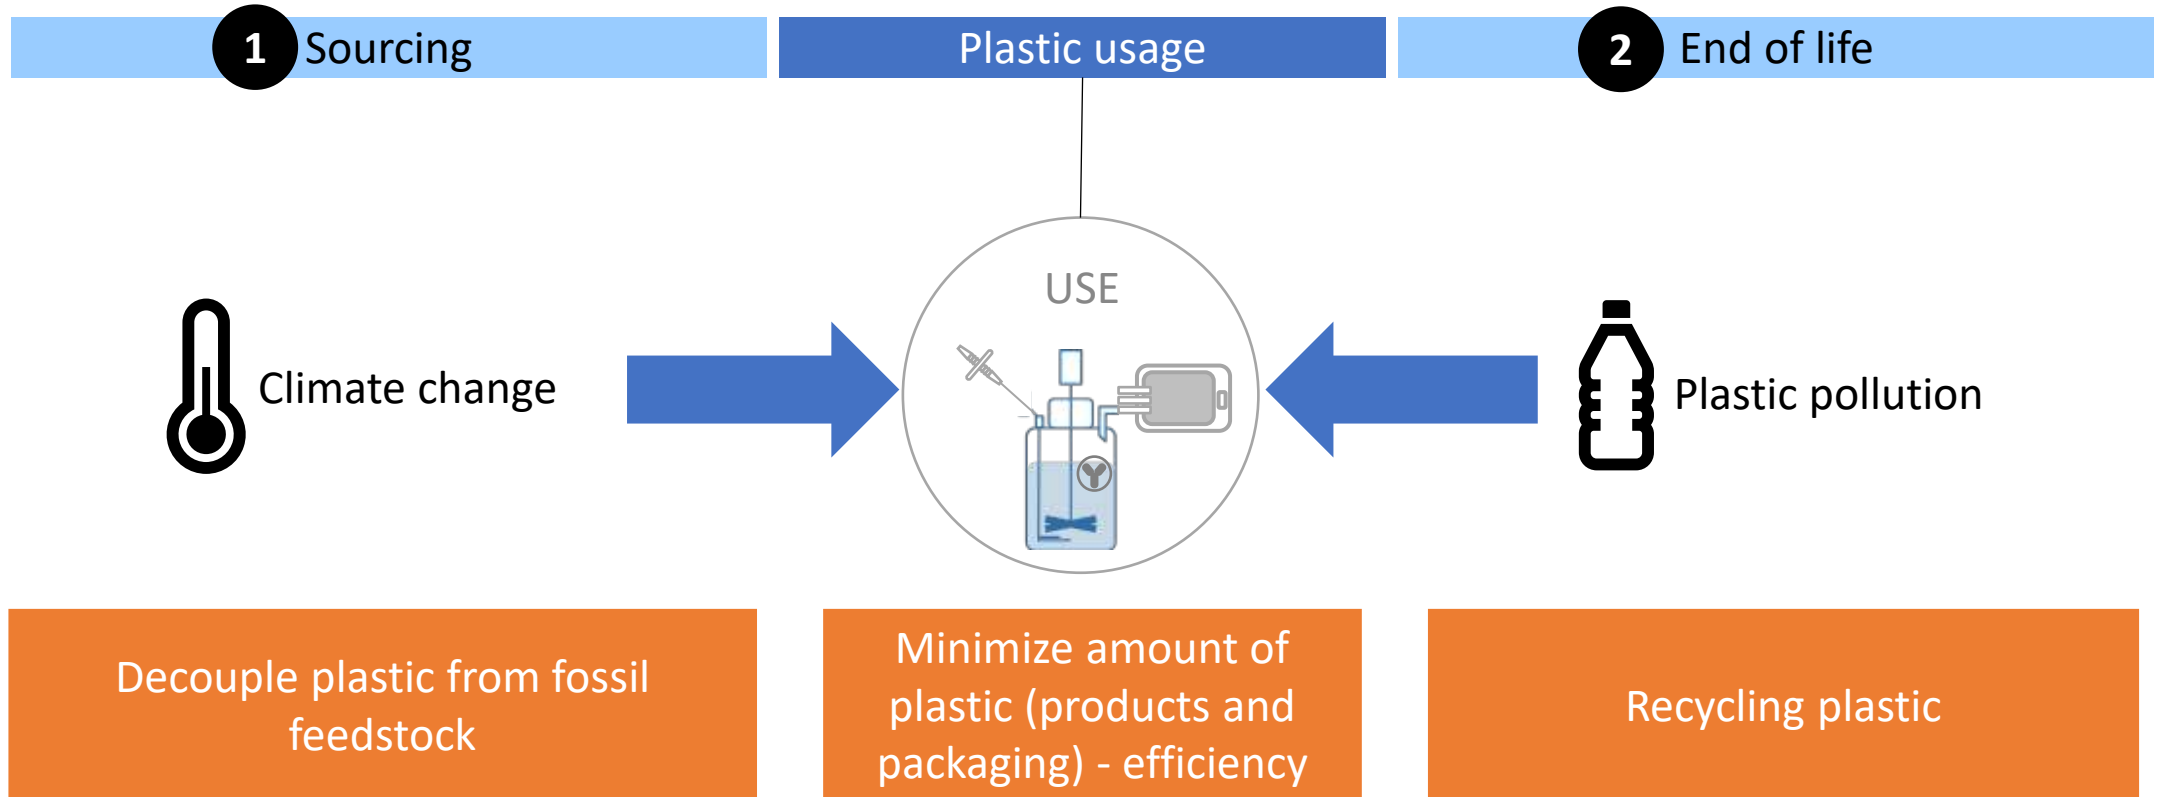 1 Sourcing
Plastic usage
2 End of life
USE
Climate change
Plastic pollution
Decouple plastic from fossil
feedstock
Minimize amount of
plastic (products and
packaging) - efficiency
Recycling plastic